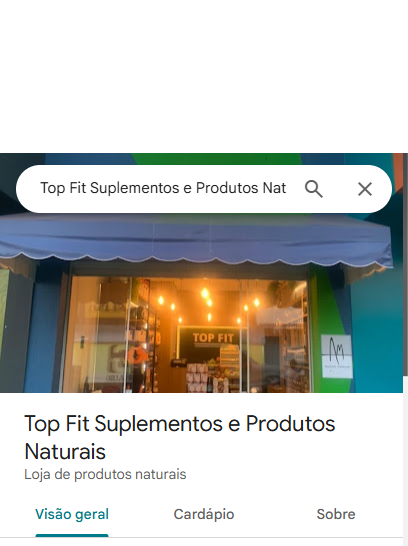 Top Fit Suplementos e Produtos Nat
TOP FIT
Top Fit Suplementos e Produtos
Naturais
Loja de produtos naturais
Visão geral
Cardápio
Sobre